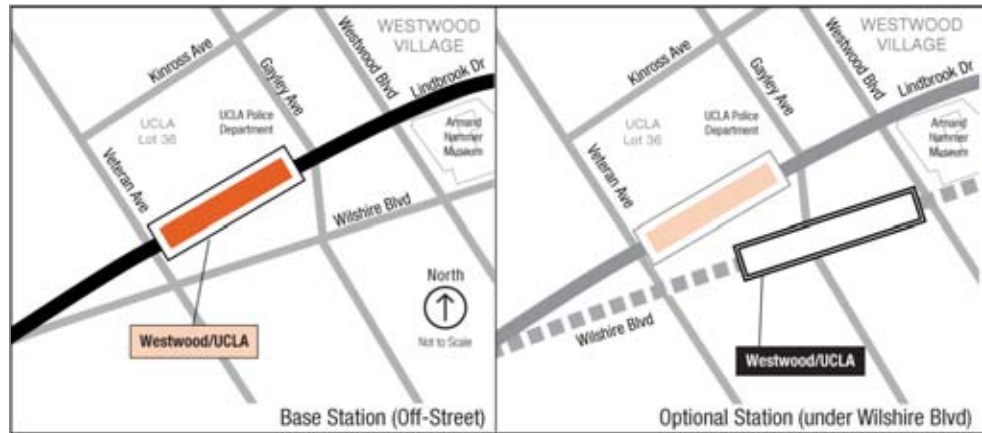 WESTWOOD
VILLAGE
Kinross Ave
Gayley Ave
Westwood Blvd
Lindbrook Dr
UCLA
Lot 36
UCLA Police
Department
Armand
Hammer
Museum
Veteran Ave
Wilshire Blvd
North
Not to Scale
Westwood/UCLA
Base Station (Off-Street)
WESTWOOD
VILLAGE
Kinross Ave
Gayley Ave
Westwood Blvd
Lindbrook Dr
UCLA
Lot 36
UCLA Police
Department
Armand
Hammer
Museum
Veteran Ave
Wilshire Blvd
Westwood/UCLA
Optional Station (under Wilshire Blvd)